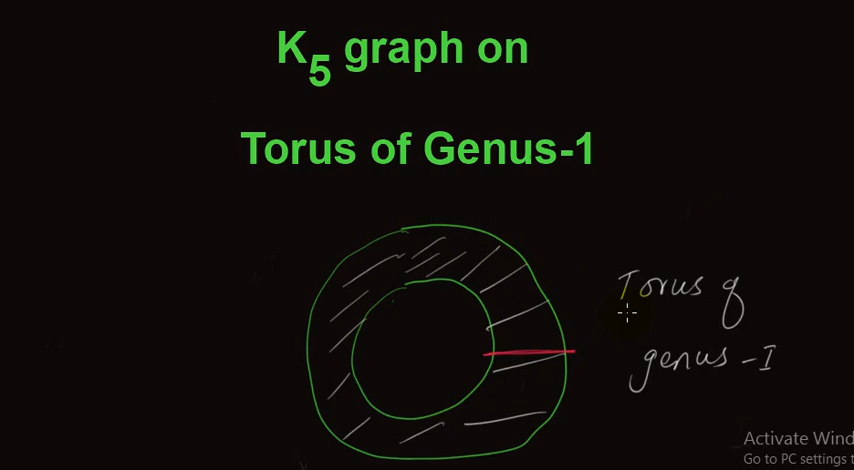 K5 graph on
Torus of Genus-1
Torus of
genus - I
Activate Wind
Go to PC settings t